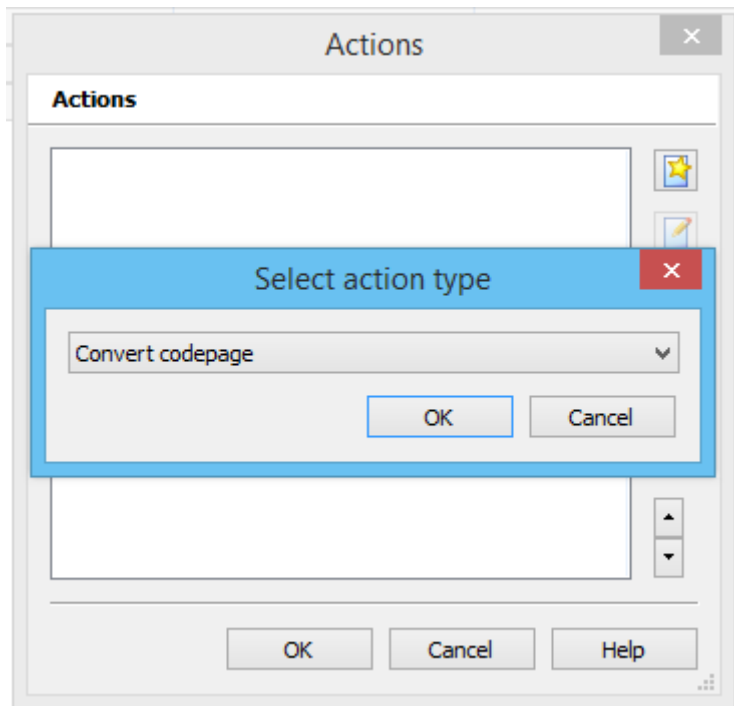 Actions
Actions
Select action type
Convert codepage
OK Cancel
OK Cancel Help